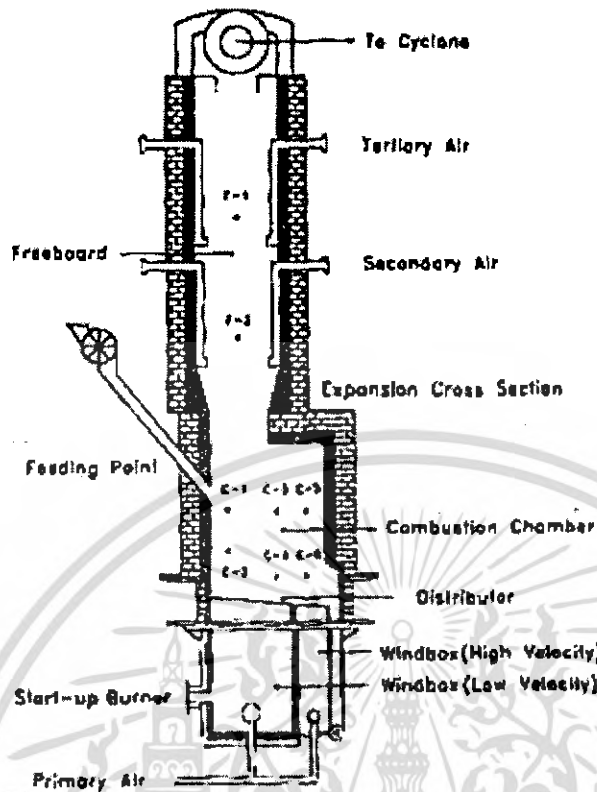 To Cyclone
Tertiary Air
Freeboard
Secondary Air
Expansion Cross Section
Feeding Point
Combustion Chamber
Distributor
Windbox(High Velocity)
Windbox(Low Velocity)
Start-up Burner
Primary Air